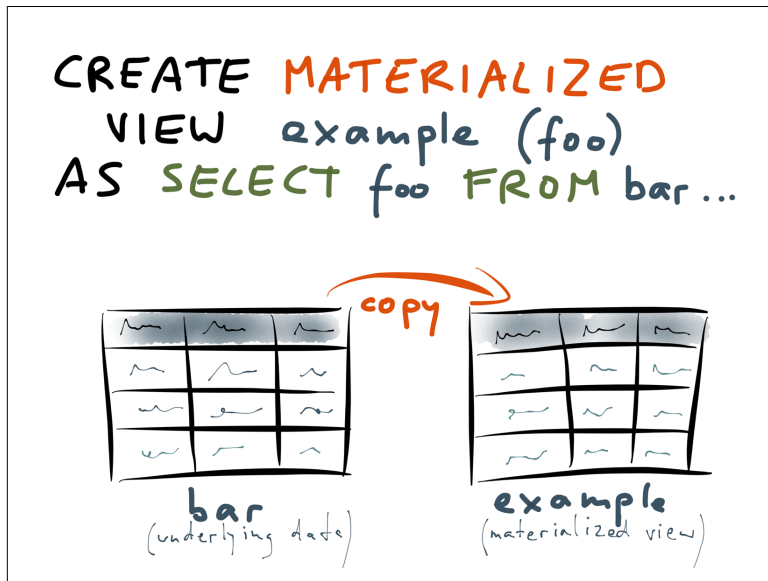 CREATE MATERIALIZED
VIEW example (foo)
AS SELECT foo FROM bar ...
copy
bar
(underlying data)
example
(materialized view)